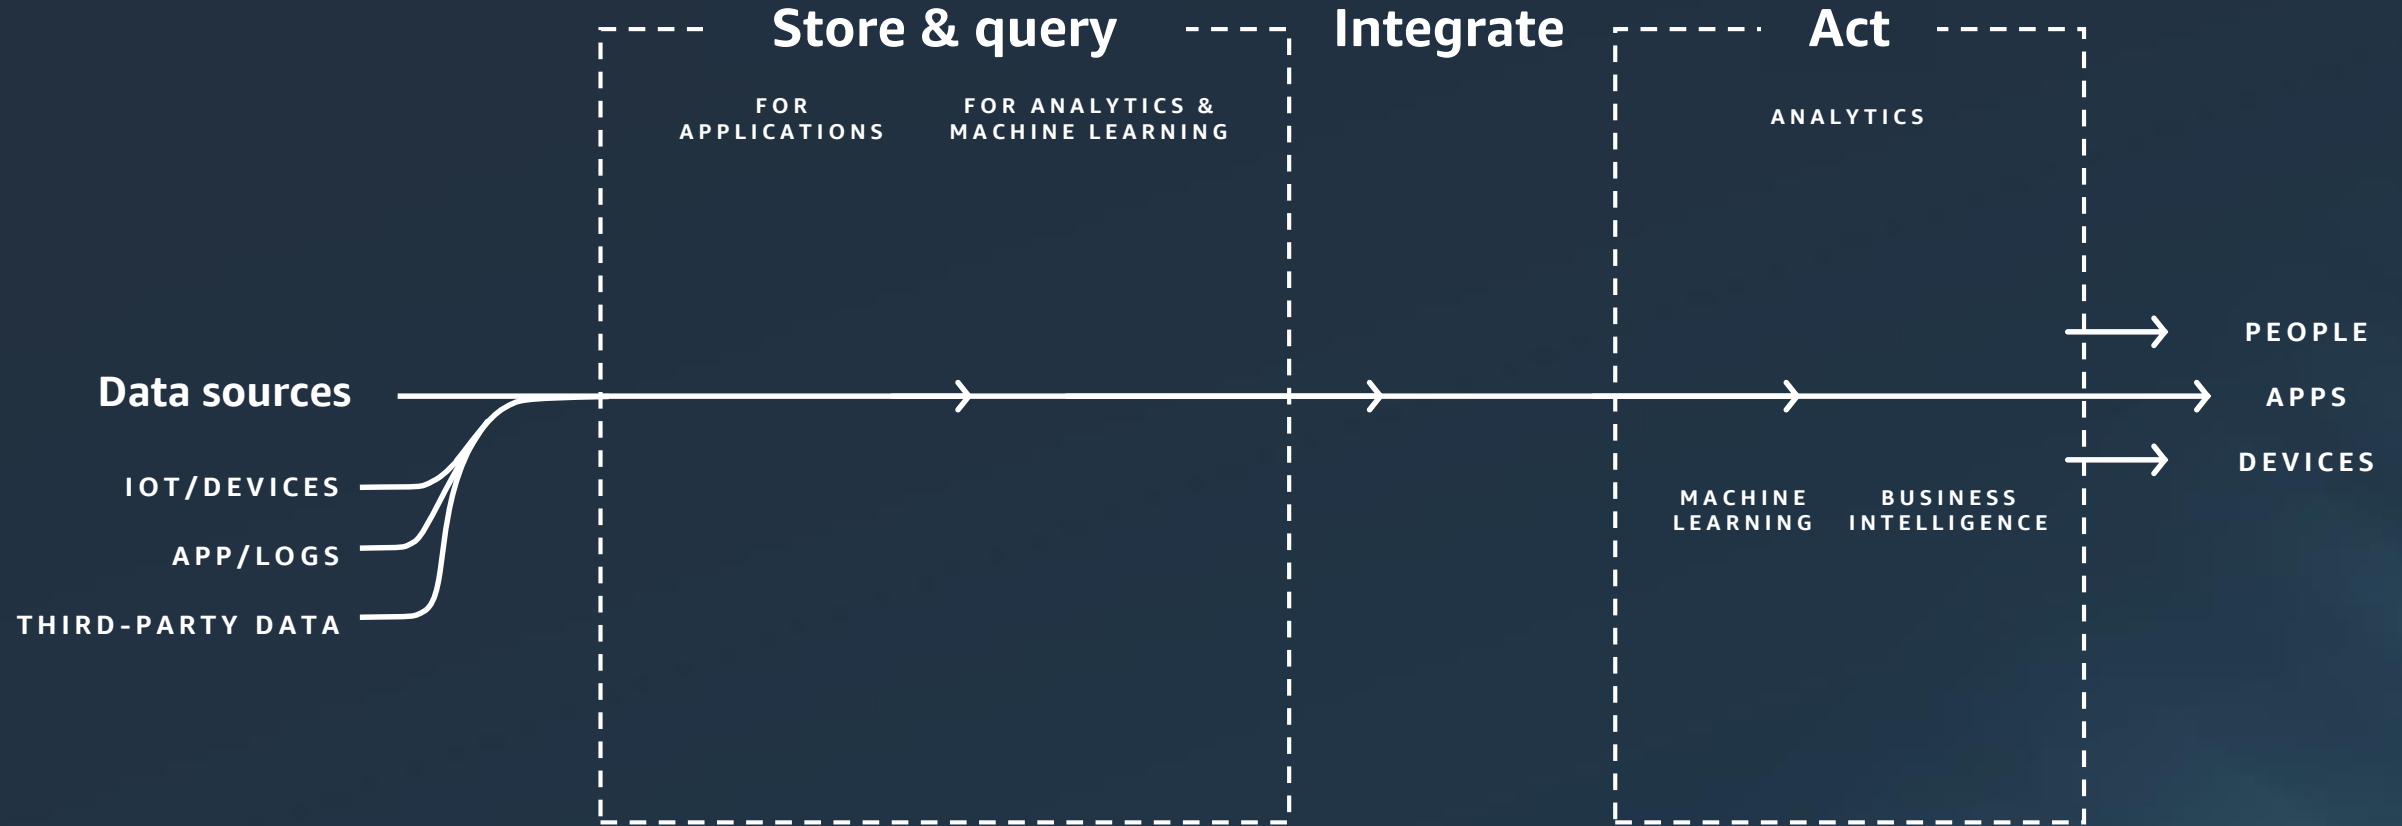 Store & query
Integrate
Act
FOR
APPLICATIONS
FOR ANALYTICS &
MACHINE LEARNING
ANALYTICS
Data sources
IOT/DEVICES
APP/LOGS
THIRD-PARTY DATA
MACHINE
LEARNING
BUSINESS
INTELLIGENCE
PEOPLE
APPS
DEVICES